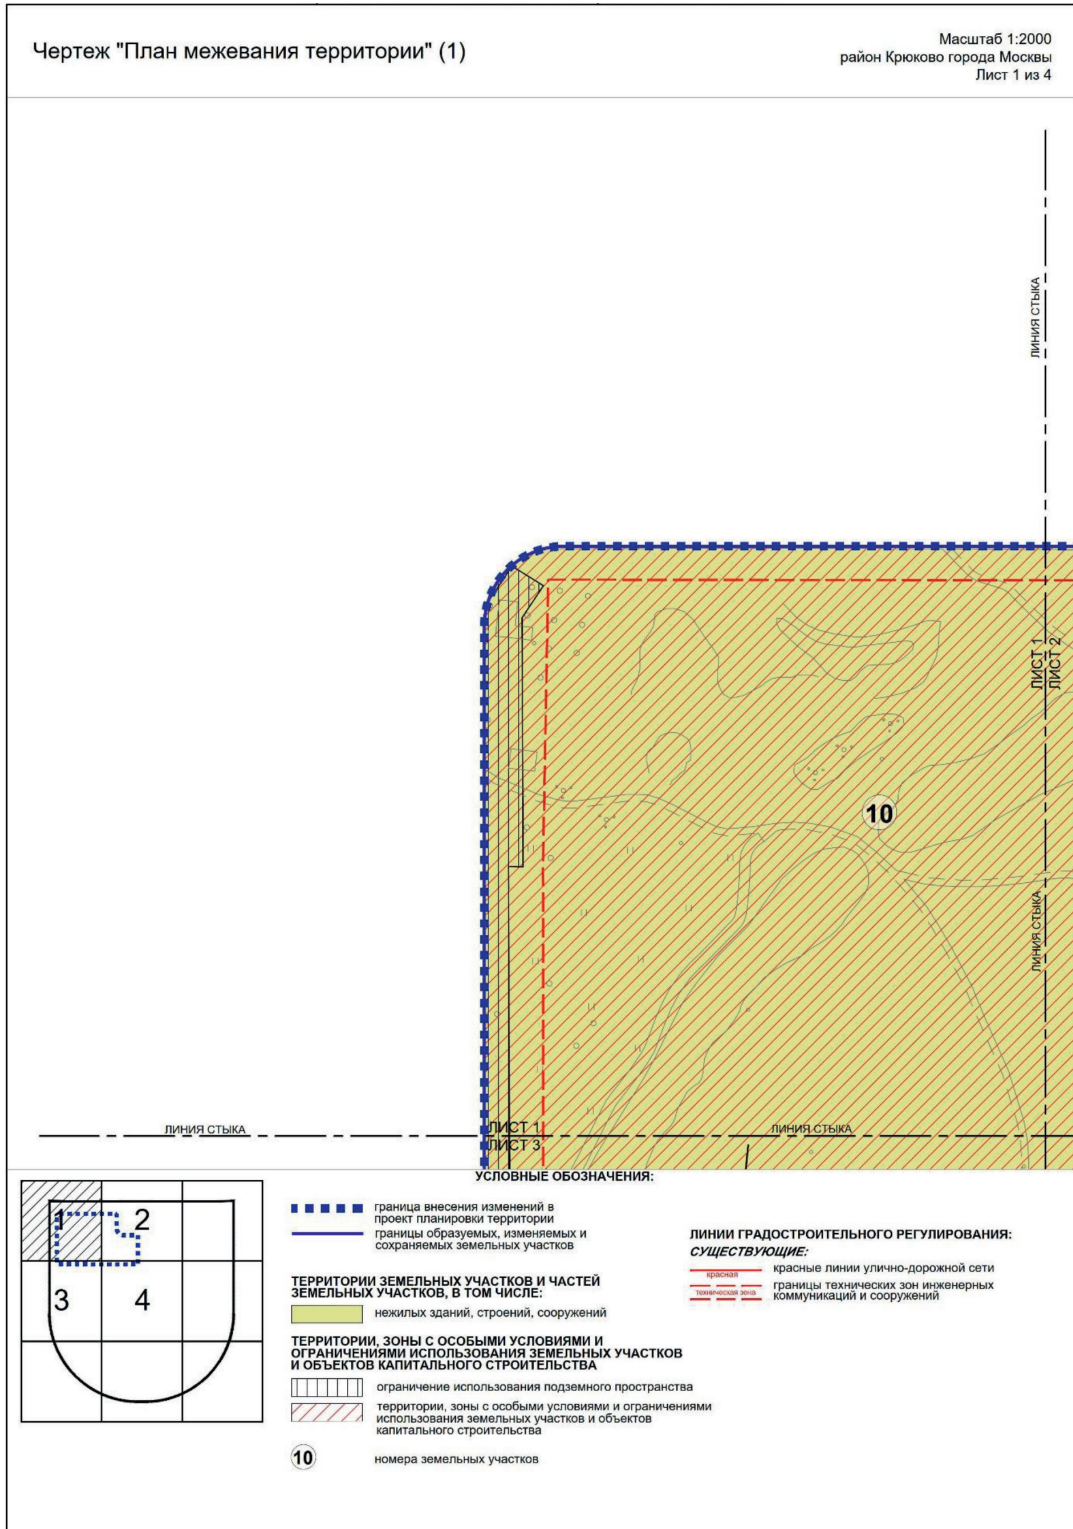 Чертеж "План межевания территории" (1)
Масштаб 1:2000
район Крюково города Москвы
Лист 1 из 4
ЛИНИЯ СТЫКА
ЛИСТ 1
ЛИСТ 2
10
ЛИНИЯ СТЫКА
ЛИНИЯ СТЫКА
ЛИСТ 1
ЛИСТ 3
ЛИНИЯ СТЫКА
1
2
3
4
УСЛОВНЫЕ ОБОЗНАЧЕНИЯ:
граница внесения изменений в
проект планировки территории
границы образуемых, изменяемых и
сохраняемых земельных участков
ТЕРРИТОРИИ ЗЕМЕЛЬНЫХ УЧАСТКОВ И ЧАСТЕЙ
ЗЕМЕЛЬНЫХ УЧАСТКОВ, В ТОМ ЧИСЛЕ:
нежилых зданий, строений, сооружений
ТЕРРИТОРИИ, ЗОНЫ С ОСОБЫМИ УСЛОВИЯМИ И
ОГРАНИЧЕНИЯМИ ИСПОЛЬЗОВАНИЯ ЗЕМЕЛЬНЫХ УЧАСТКОВ
И ОБЪЕКТОВ КАПИТАЛЬНОГО СТРОИТЕЛЬСТВА
ограничение использования подземного пространства
территории, зоны с особыми условиями и ограничениями
использования земельных участков и объектов
капитального строительства
10
номера земельных участков
ЛИНИИ ГРАДОСТРОИТЕЛЬНОГО РЕГУЛИРОВАНИЯ:
СУЩЕСТВУЮЩИЕ:
красная
красные линии улично-дорожной сети
техническая зона
границы технических зон инженерных
коммуникаций и сооружений